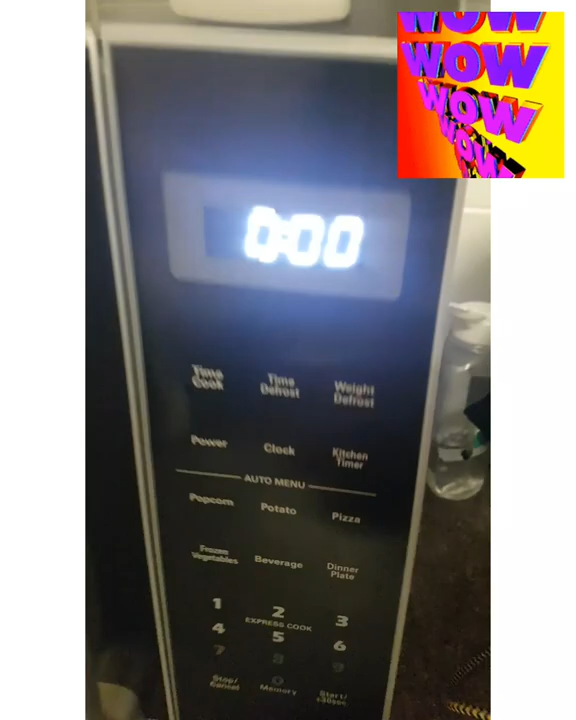 WOW
WOW
WOW
WOW
0:00
Time Cook
Time Defrost
Weight Defrost
Power
Clock
Kitchen Timer
AUTO MENU
Popcorn
Potato
Pizza
Frozen Vegetables
Beverage
Dinner Plate
1
2
3
EXPRESS COOK
4
5
6
7
8
9
Stop/Cancel
0
Memory
Start/+30sec